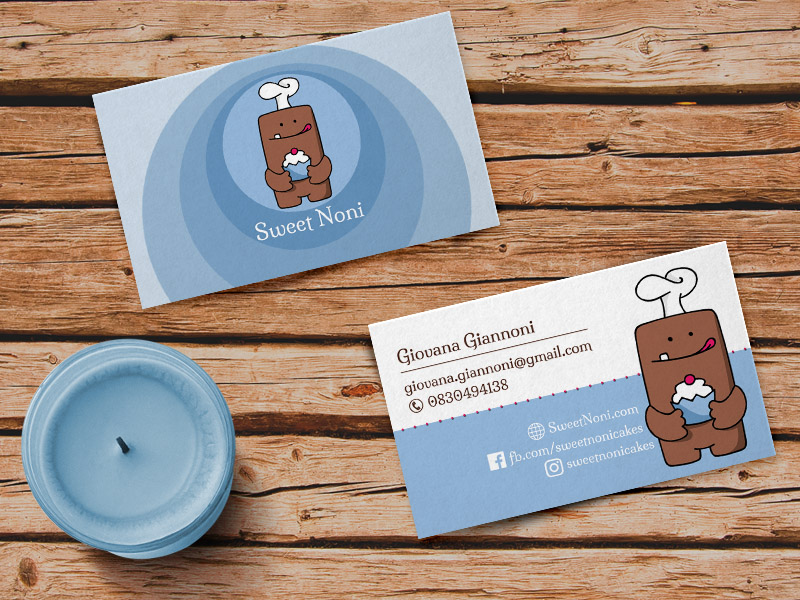 Sweet Noni
Giovana Giannoni
giovana.giannoni@gmail.com
0830494138
SweetNoni.com
fb.com/sweetnonicakes
sweetnonicakes